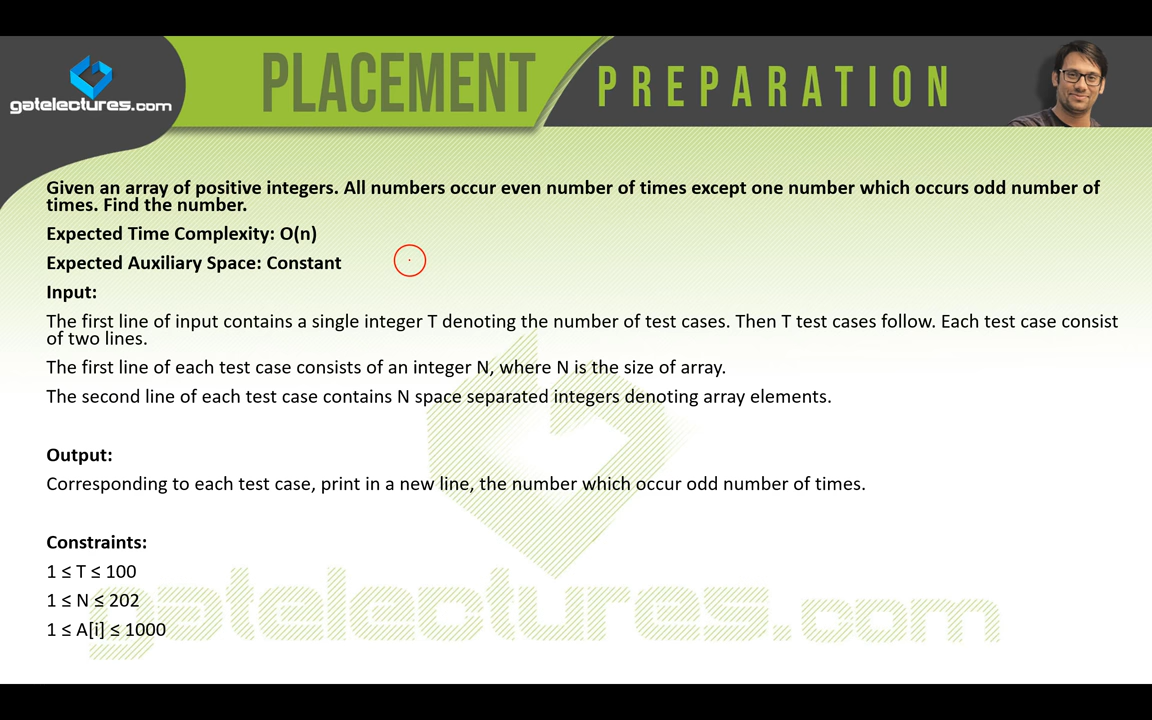 gatelectures.com
PLACEMENT
PREPARATION
Given an array of positive integers. All numbers occur even number of times except one number which occurs odd number of
times. Find the number.
Expected Time Complexity: O(n)
Expected Auxiliary Space: Constant
Input:
The first line of input contains a single integer T denoting the number of test cases. Then T test cases follow. Each test case consist
of two lines.
The first line of each test case consists of an integer N, where N is the size of array.
The second line of each test case contains N space separated integers denoting array elements.
Output:
Corresponding to each test case, print in a new line, the number which occur odd number of times.
Constraints:
1 ≤ T ≤ 100
1 ≤ N ≤ 202
1 ≤ A[i] ≤ 1000
gatelectures.com